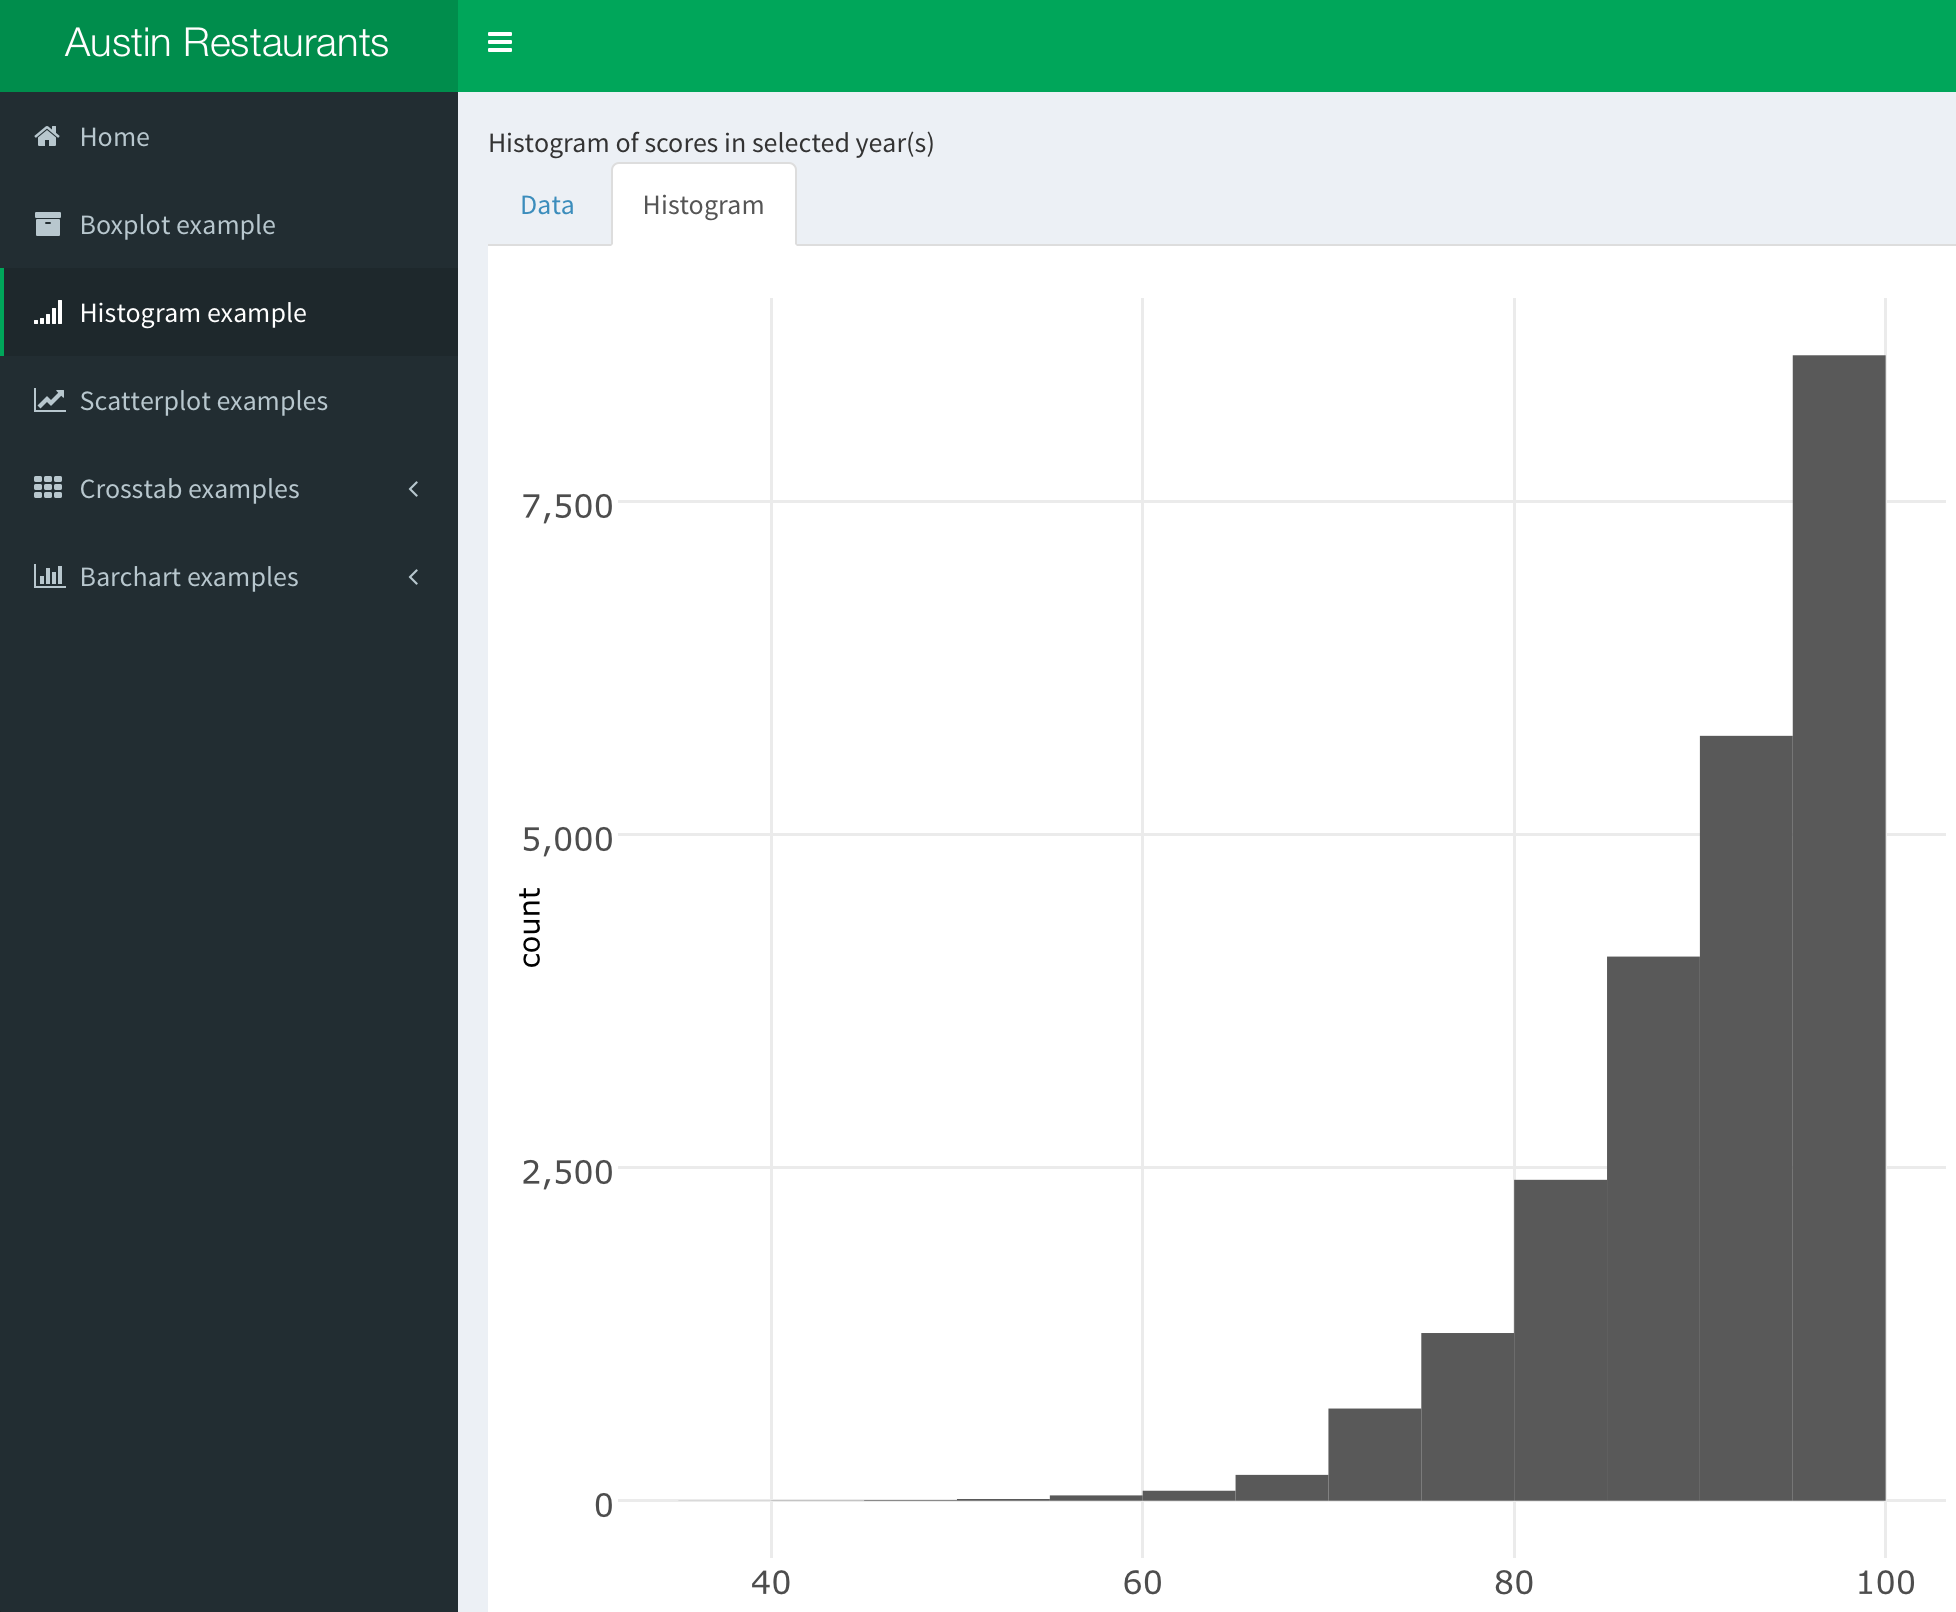 Austin Restaurants
Home
Boxplot example
Histogram example
Scatterplot examples
Crosstab examples
Barchart examples
Histogram of scores in selected year(s)
Data
Histogram
7,500
5,000
count
2,500
0
40 60 80 100